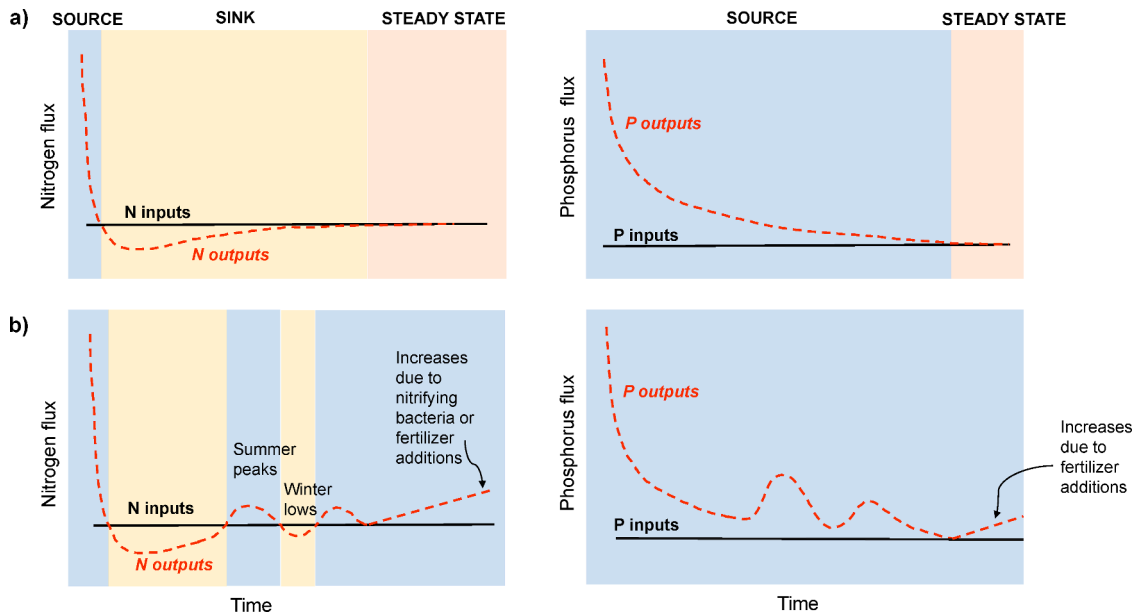 a)
SOURCE
SINK
STEADY STATE
Nitrogen flux
N inputs
N outputs
SOURCE
STEADY STATE
Phosphorus flux
P outputs
P inputs
b)
Nitrogen flux
N inputs
N outputs
Summer
peaks
Winter
lows
Increases
due to
nitrifying
bacteria or
fertilizer
additions
Time
Phosphorus flux
P outputs
P inputs
Increases
due to
fertilizer
additions
Time